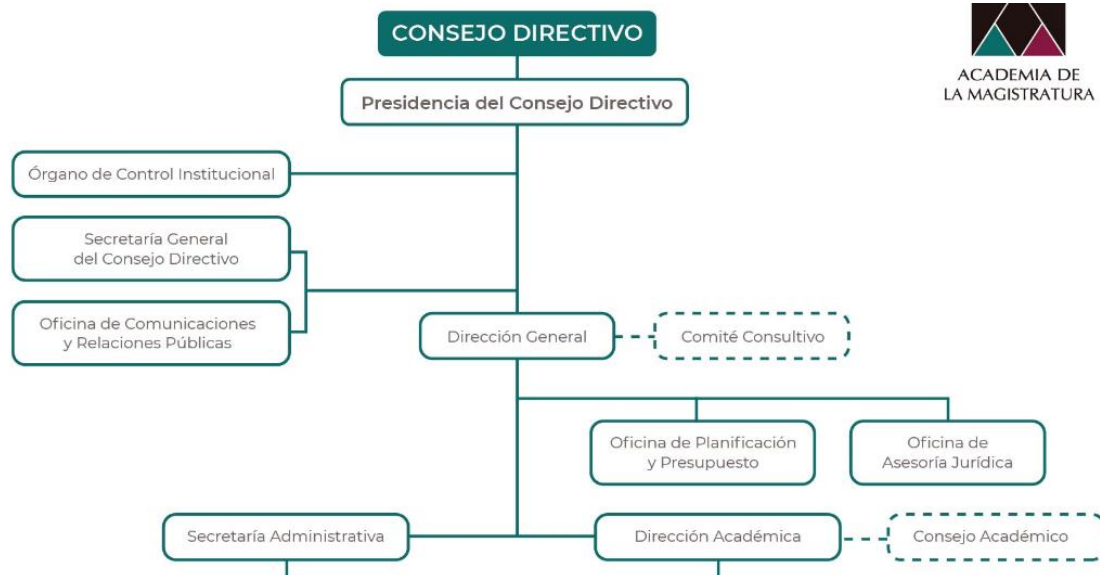 CONSEJO DIRECTIVO
ACADEMIA DE
LA MAGISTRATURA
Presidencia del Consejo Directivo
Órgano de Control Institucional
Secretaría General
del Consejo Directivo
Oficina de Comunicaciones
y Relaciones Públicas
Dirección General
Comité Consultivo
Oficina de Planificación
y Presupuesto
Oficina de
Asesoría Jurídica
Secretaría Administrativa
Dirección Académica
Consejo Académico